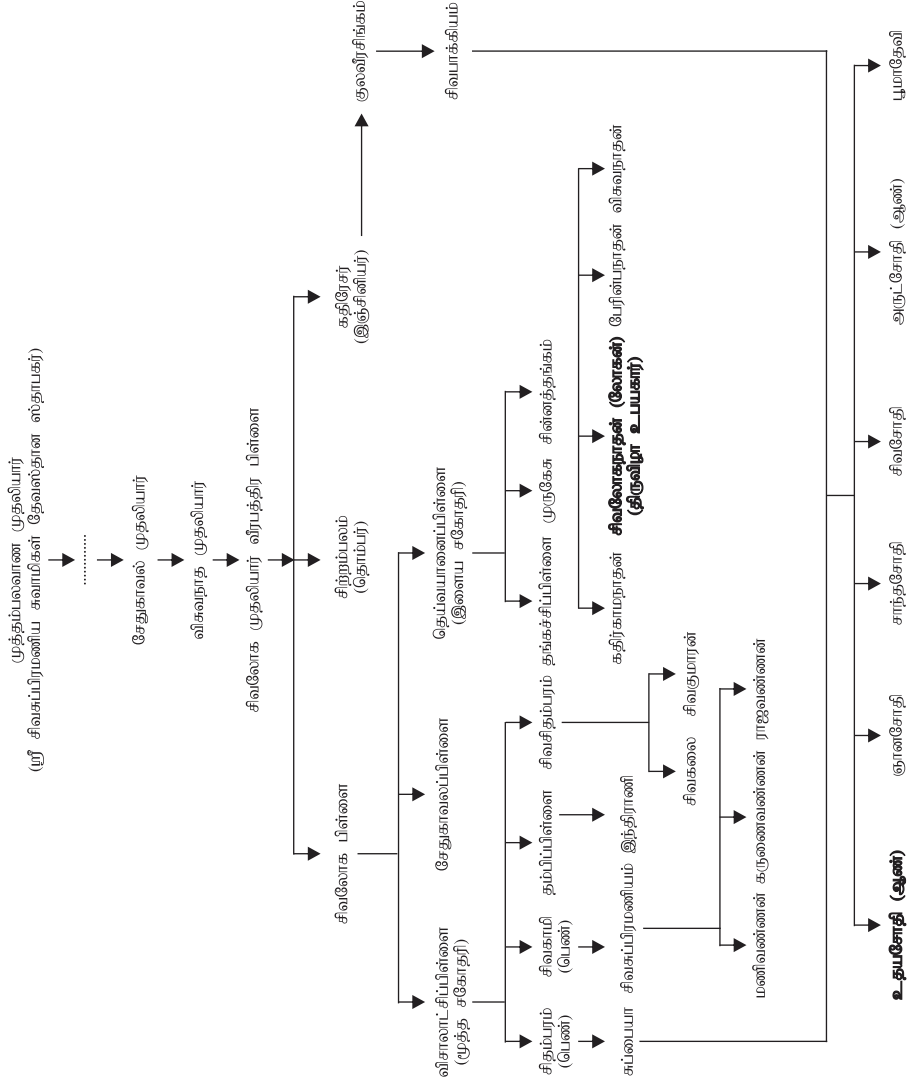 முத்தம்பலவாண முதலியார்
(ஸ்ரீ சிவசுப்பிரமணிய சுவாமிகள் தேவஸ்தான ஸ்தாபகர்)
சேதுகாவல் முதலியார்
விசுவநாத முதலியார்
சிவலோக முதலியார் வீரபத்திர பிள்ளை
சிவலோக பிள்ளை
சிற்றம்பலம்
(தொம்பர்)
கதிரேசர்
(இஞ்சினியர்)
குலவீரசிங்கம்
விசாலாட்சிப்பிள்ளை
(மூத்த சகோதரி)
சேதுகாவலப்பிள்ளை
தெய்வயானைப்பிள்ளை
(இளைய சகோதரி)
சிவபாக்கியம்
சிதம்பரம்
(பெண்)
சிவகாமி
(பெண்)
தம்பிப்பிள்ளை
சிவசிதம்பரம்
தங்கச்சிப்பிள்ளை
முருகேசு
சின்னத்தங்கம்
சுப்பையா
சிவசுப்பிரமணியம்
இந்திராணி
சிவகலை
சிவகுமாரன்
கதிர்காமநாதன்
சிவலோகநாதன் (லோகன்)
(திருவிழா உபயகார்)
பேரின்பநாதன்
விசுவநாதன்
மணிவண்ணன்
கருணைவண்ணன்
ராஜவண்ணன்
உதயசோதி (ஆண்)
ஞானசோதி
சாந்தசோதி
சிவசோதி
அருட்சோதி (ஆண்)
பூமாதேவி